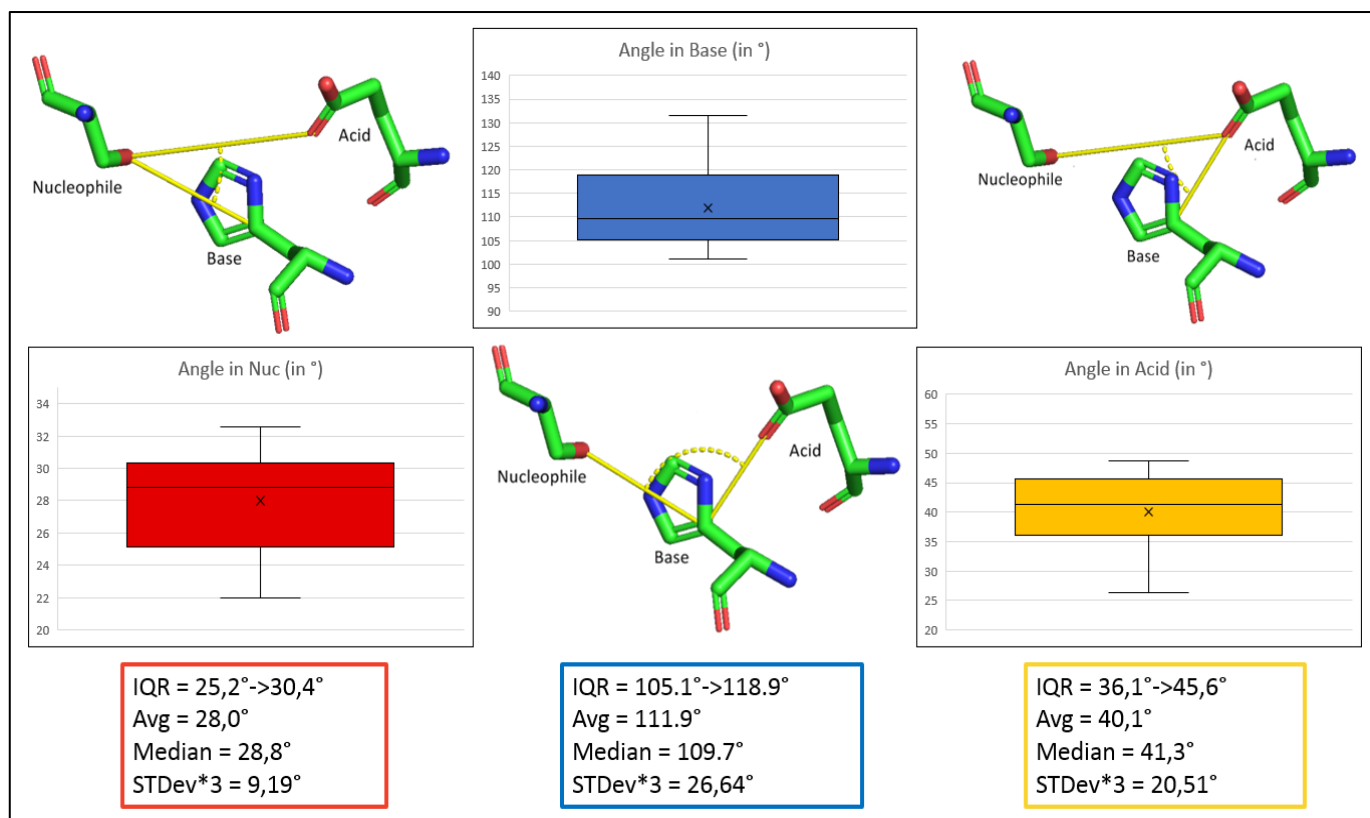 Acid
Nucleophile
Base
Angle in Base (in °)
140
135
130
125
120
115
110
105
100
95
90
Acid
Nucleophile
Base
Angle in Nuc (in °)
34
32
30
28
26
24
22
20
Acid
Nucleophile
Base
Angle in Acid (in °)
60
55
50
45
40
35
30
25
20
IQR = 25,2°->30,4°
Avg = 28,0°
Median = 28,8°
STDev*3 = 9,19°
IQR = 105.1°->118.9°
Avg = 111.9°
Median = 109.7°
STDev*3 = 26,64°
IQR = 36,1°->45,6°
Avg = 40,1°
Median = 41,3°
STDev*3 = 20,51°